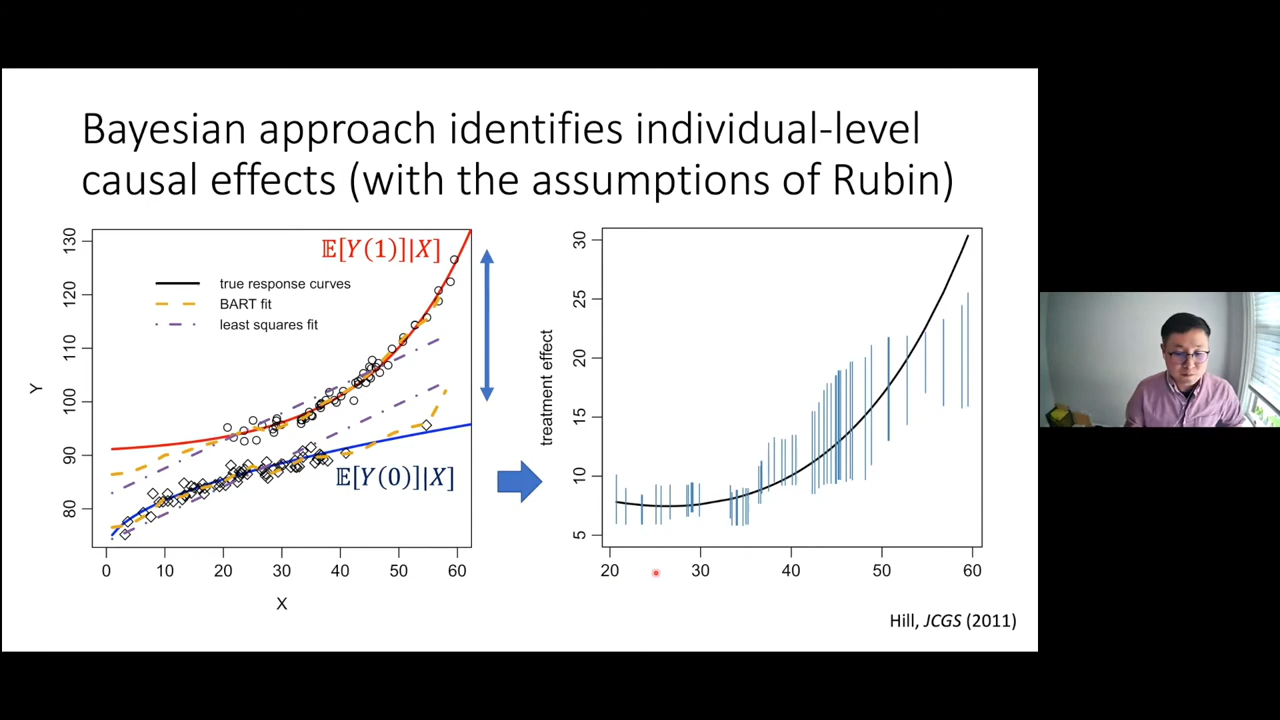 Bayesian approach identifies individual-level
causal effects (with the assumptions of Rubin)
130
120
110
100
90
80
Y
𝔼[Y(1)]|X]
true response curves
BART fit
least squares fit
𝔼[Y(0)]|X]
0 10 20 30 40 50 60
X
30
25
20
15
10
5
treatment effect
20 30 40 50 60
Hill, JCGS (2011)